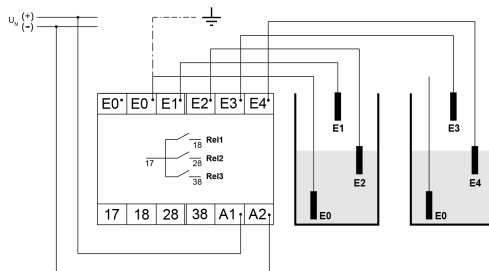 U_N (+)
(−)
E0 E0 E1 E2 E3 E4
18 Rel1
17 28 Rel2
38 Rel3
17 18 28 38 A1 A2
E1
E2
E0
E3
E4
E0